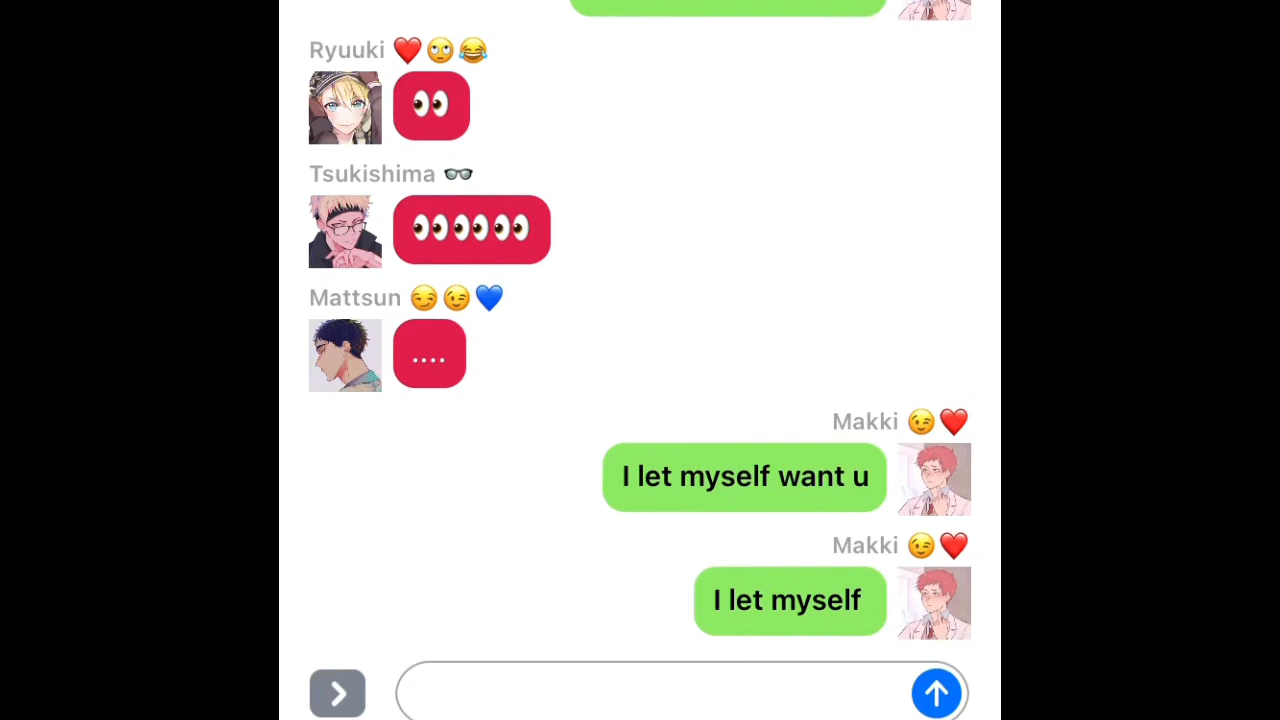 Ryuuki ❤️🙄😂
👀
Tsukishima 👓
👀👀👀
Mattsun 😏😉💙
....
Makki 😉❤️
I let myself want u
Makki 😉❤️
I let myself